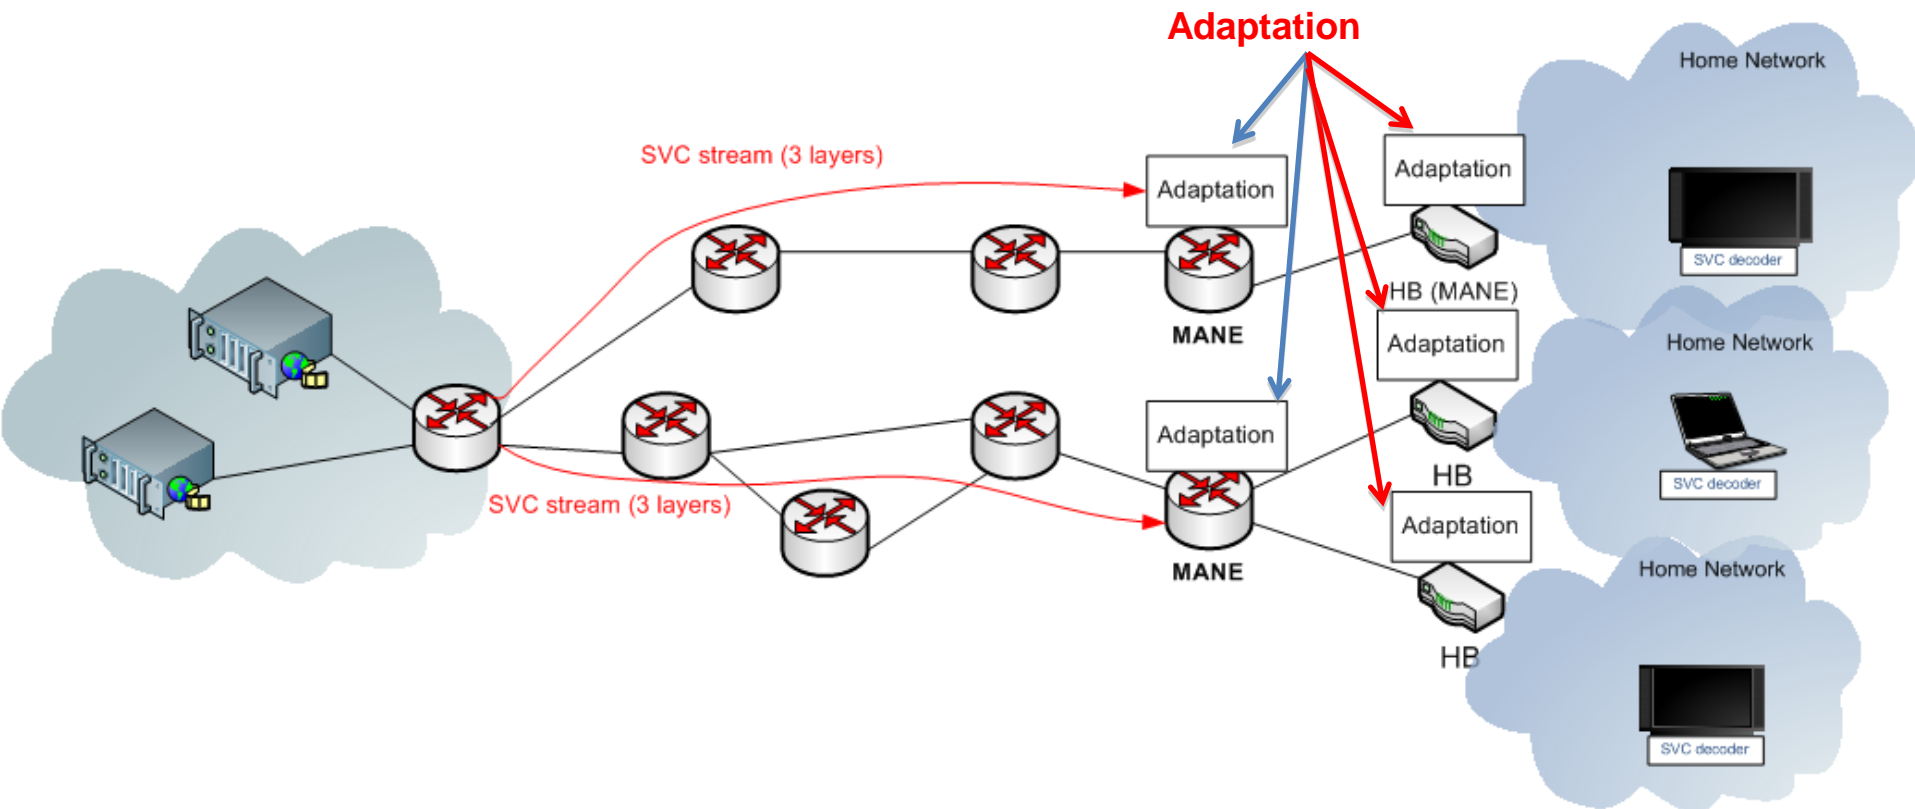 Adaptation
Home Network
SVC stream (3 layers)
Adaptation
Adaptation
SVC decoder
HB (MANE)
MANE
Adaptation
Home Network
Adaptation
HB
SVC decoder
SVC stream (3 layers)
Adaptation
MANE
Home Network
HB
SVC decoder